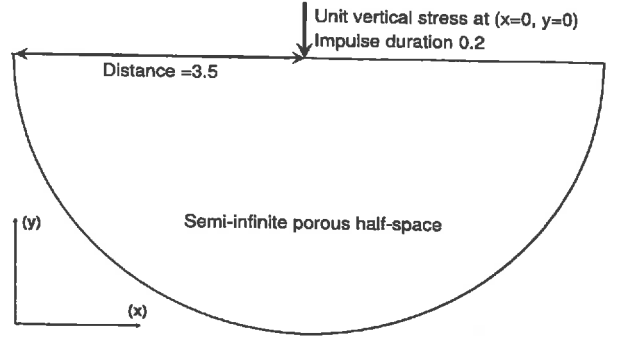 Unit vertical stress at (x=0, y=0)
Impulse duration 0.2
Distance =3.5
Semi-infinite porous half-space
(y)
(x)